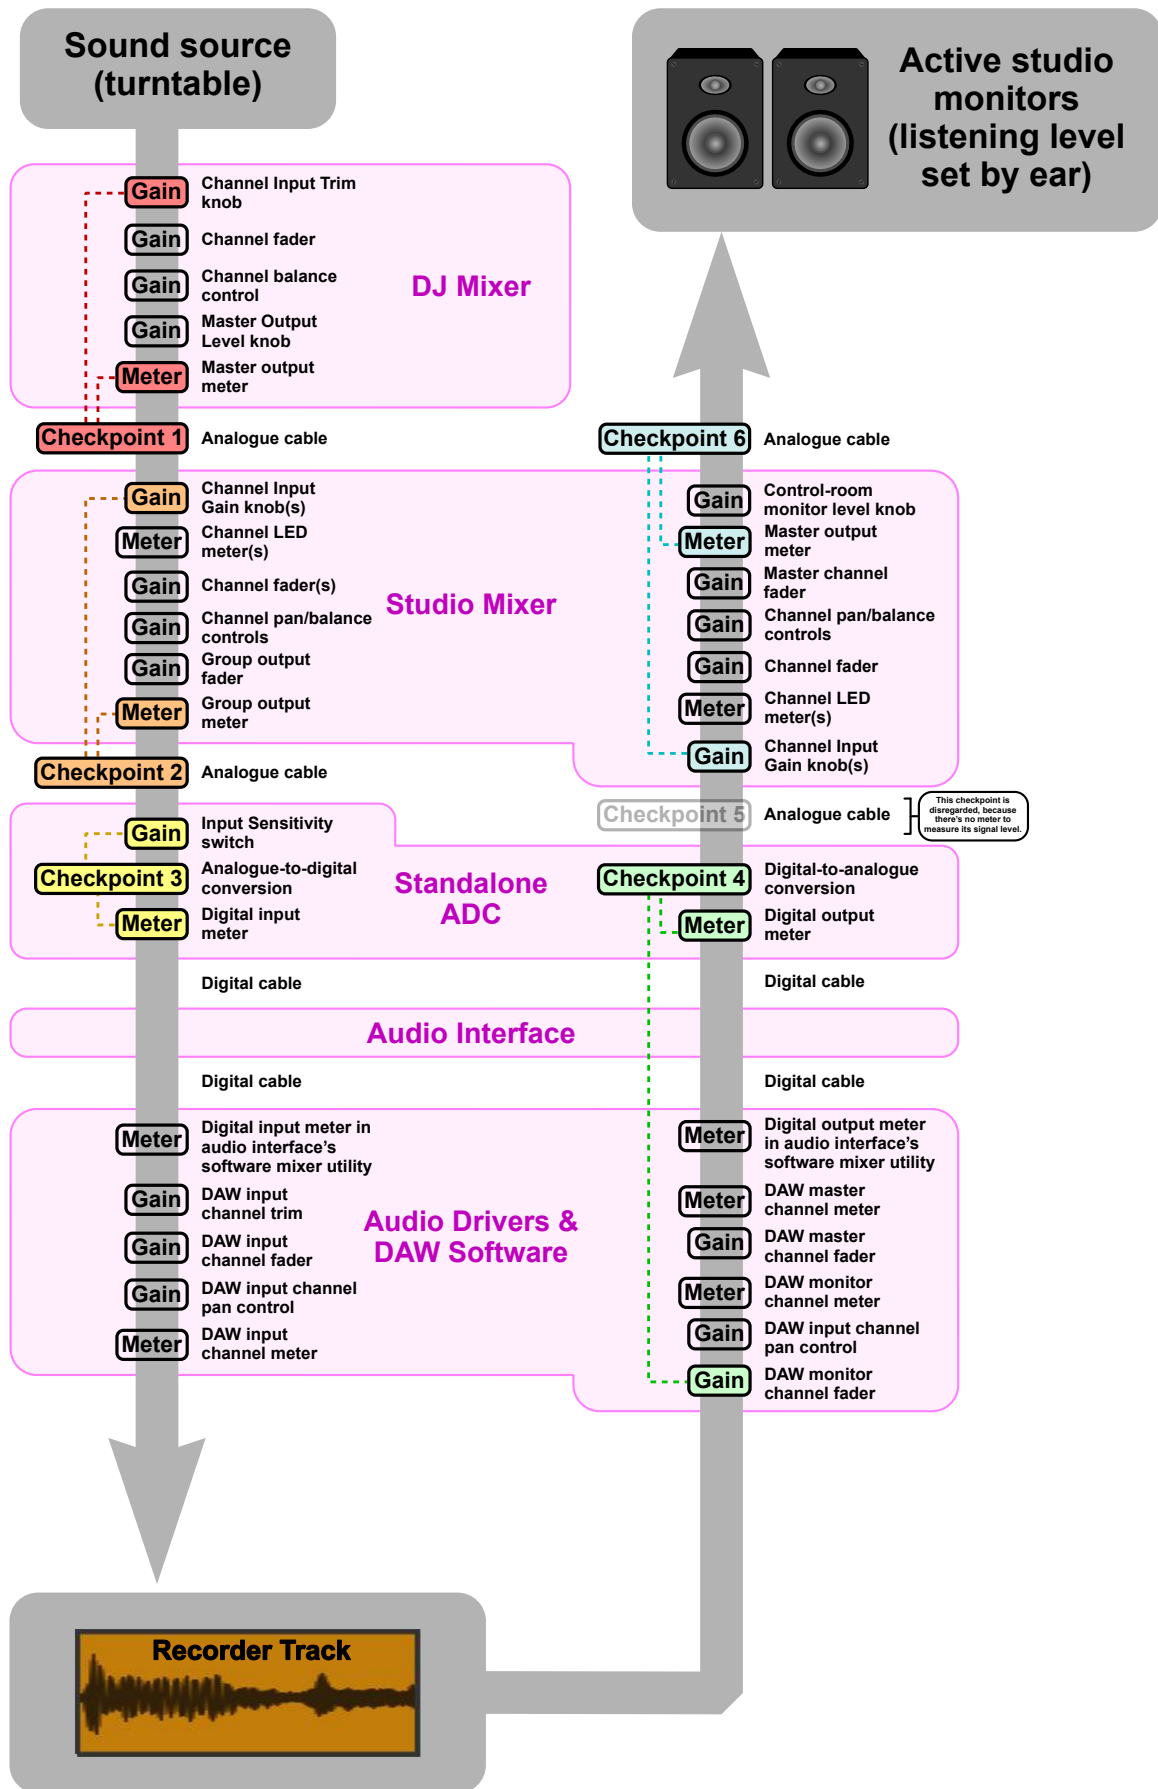 Sound source
(turntable)
Gain
Channel Input Trim
knob
Gain
Channel fader
Gain
Channel balance
control
Gain
Master Output
Level knob
Meter
Master output
meter
DJ Mixer
Checkpoint 1
Analogue cable
Gain
Channel Input
Gain knob(s)
Meter
Channel LED
meter(s)
Gain
Channel fader(s)
Gain
Channel pan/balance
controls
Gain
Group output
fader
Meter
Group output
meter
Studio Mixer
Checkpoint 2
Analogue cable
Gain
Input Sensitivity
switch
Checkpoint 3
Analogue-to-digital
conversion
Meter
Digital input
meter
Standalone
ADC
Digital cable
Audio Interface
Digital cable
Meter
Digital input meter in
audio interface’s
software mixer utility
Gain
DAW input
channel trim
Gain
DAW input
channel fader
Gain
DAW input channel
pan control
Meter
DAW input
channel meter
Audio Drivers &
DAW Software
Recorder Track
Active studio
monitors
(listening level
set by ear)
Checkpoint 6
Analogue cable
Gain
Control-room
monitor level knob
Meter
Master output
meter
Gain
Master channel
fader
Gain
Channel pan/balance
controls
Gain
Channel fader
Meter
Channel LED
meter(s)
Gain
Channel Input
Gain knob(s)
Checkpoint 5
Analogue cable
This checkpoint is
disregarded, because
there’s no meter to
measure its signal level.
Checkpoint 4
Digital-to-analogue
conversion
Meter
Digital output
meter
Digital cable
Digital cable
Meter
Digital output meter
in audio interface’s
software mixer utility
Meter
DAW master
channel meter
Gain
DAW master
channel fader
Meter
DAW monitor
channel meter
Gain
DAW input channel
pan control
Gain
DAW monitor
channel fader